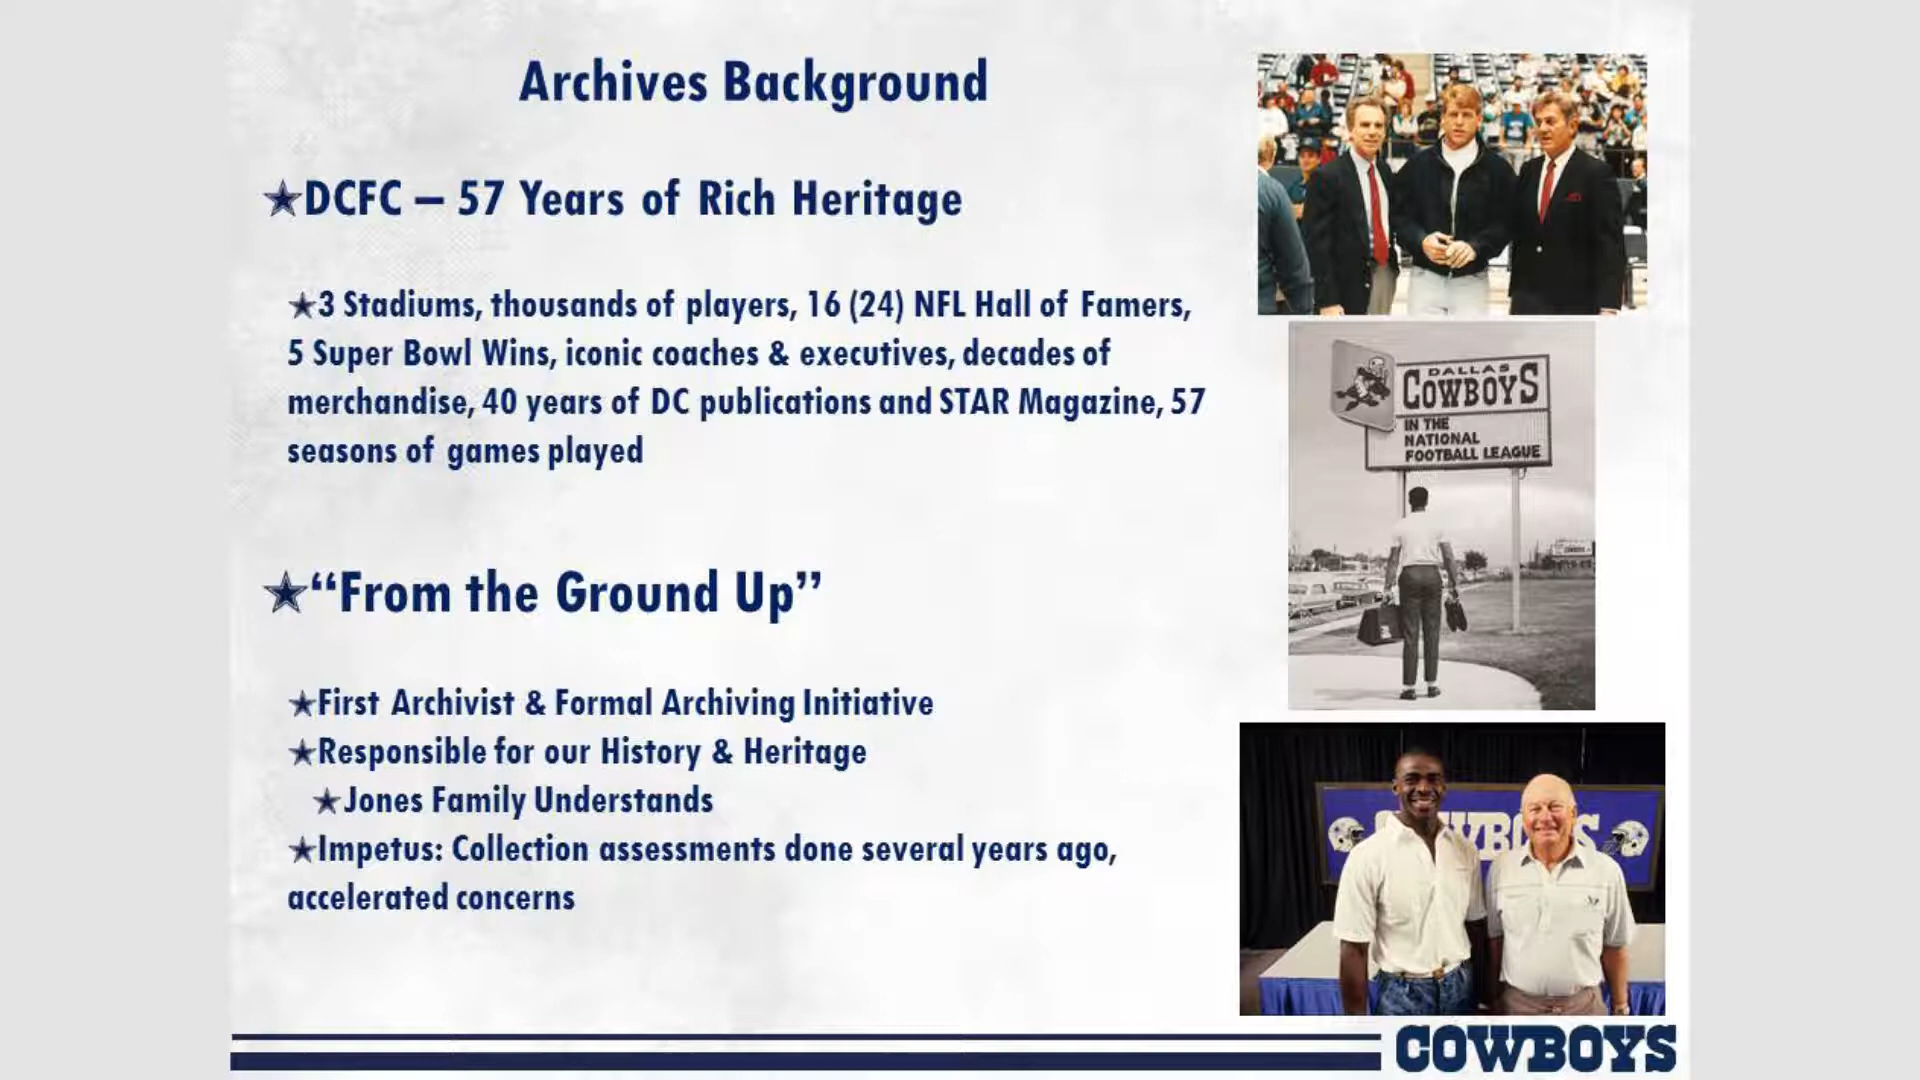 Archives Background
DCFC – 57 Years of Rich Heritage
3 Stadiums, thousands of players, 16 (24) NFL Hall of Famers,
5 Super Bowl Wins, iconic coaches & executives, decades of
merchandise, 40 years of DC publications and STAR Magazine, 57
seasons of games played
“From the Ground Up”
First Archivist & Formal Archiving Initiative
Responsible for our History & Heritage
Jones Family Understands
Impetus: Collection assessments done several years ago,
accelerated concerns
DALLAS
COWBOYS
IN THE
NATIONAL
FOOTBALL LEAGUE
COWBOYS